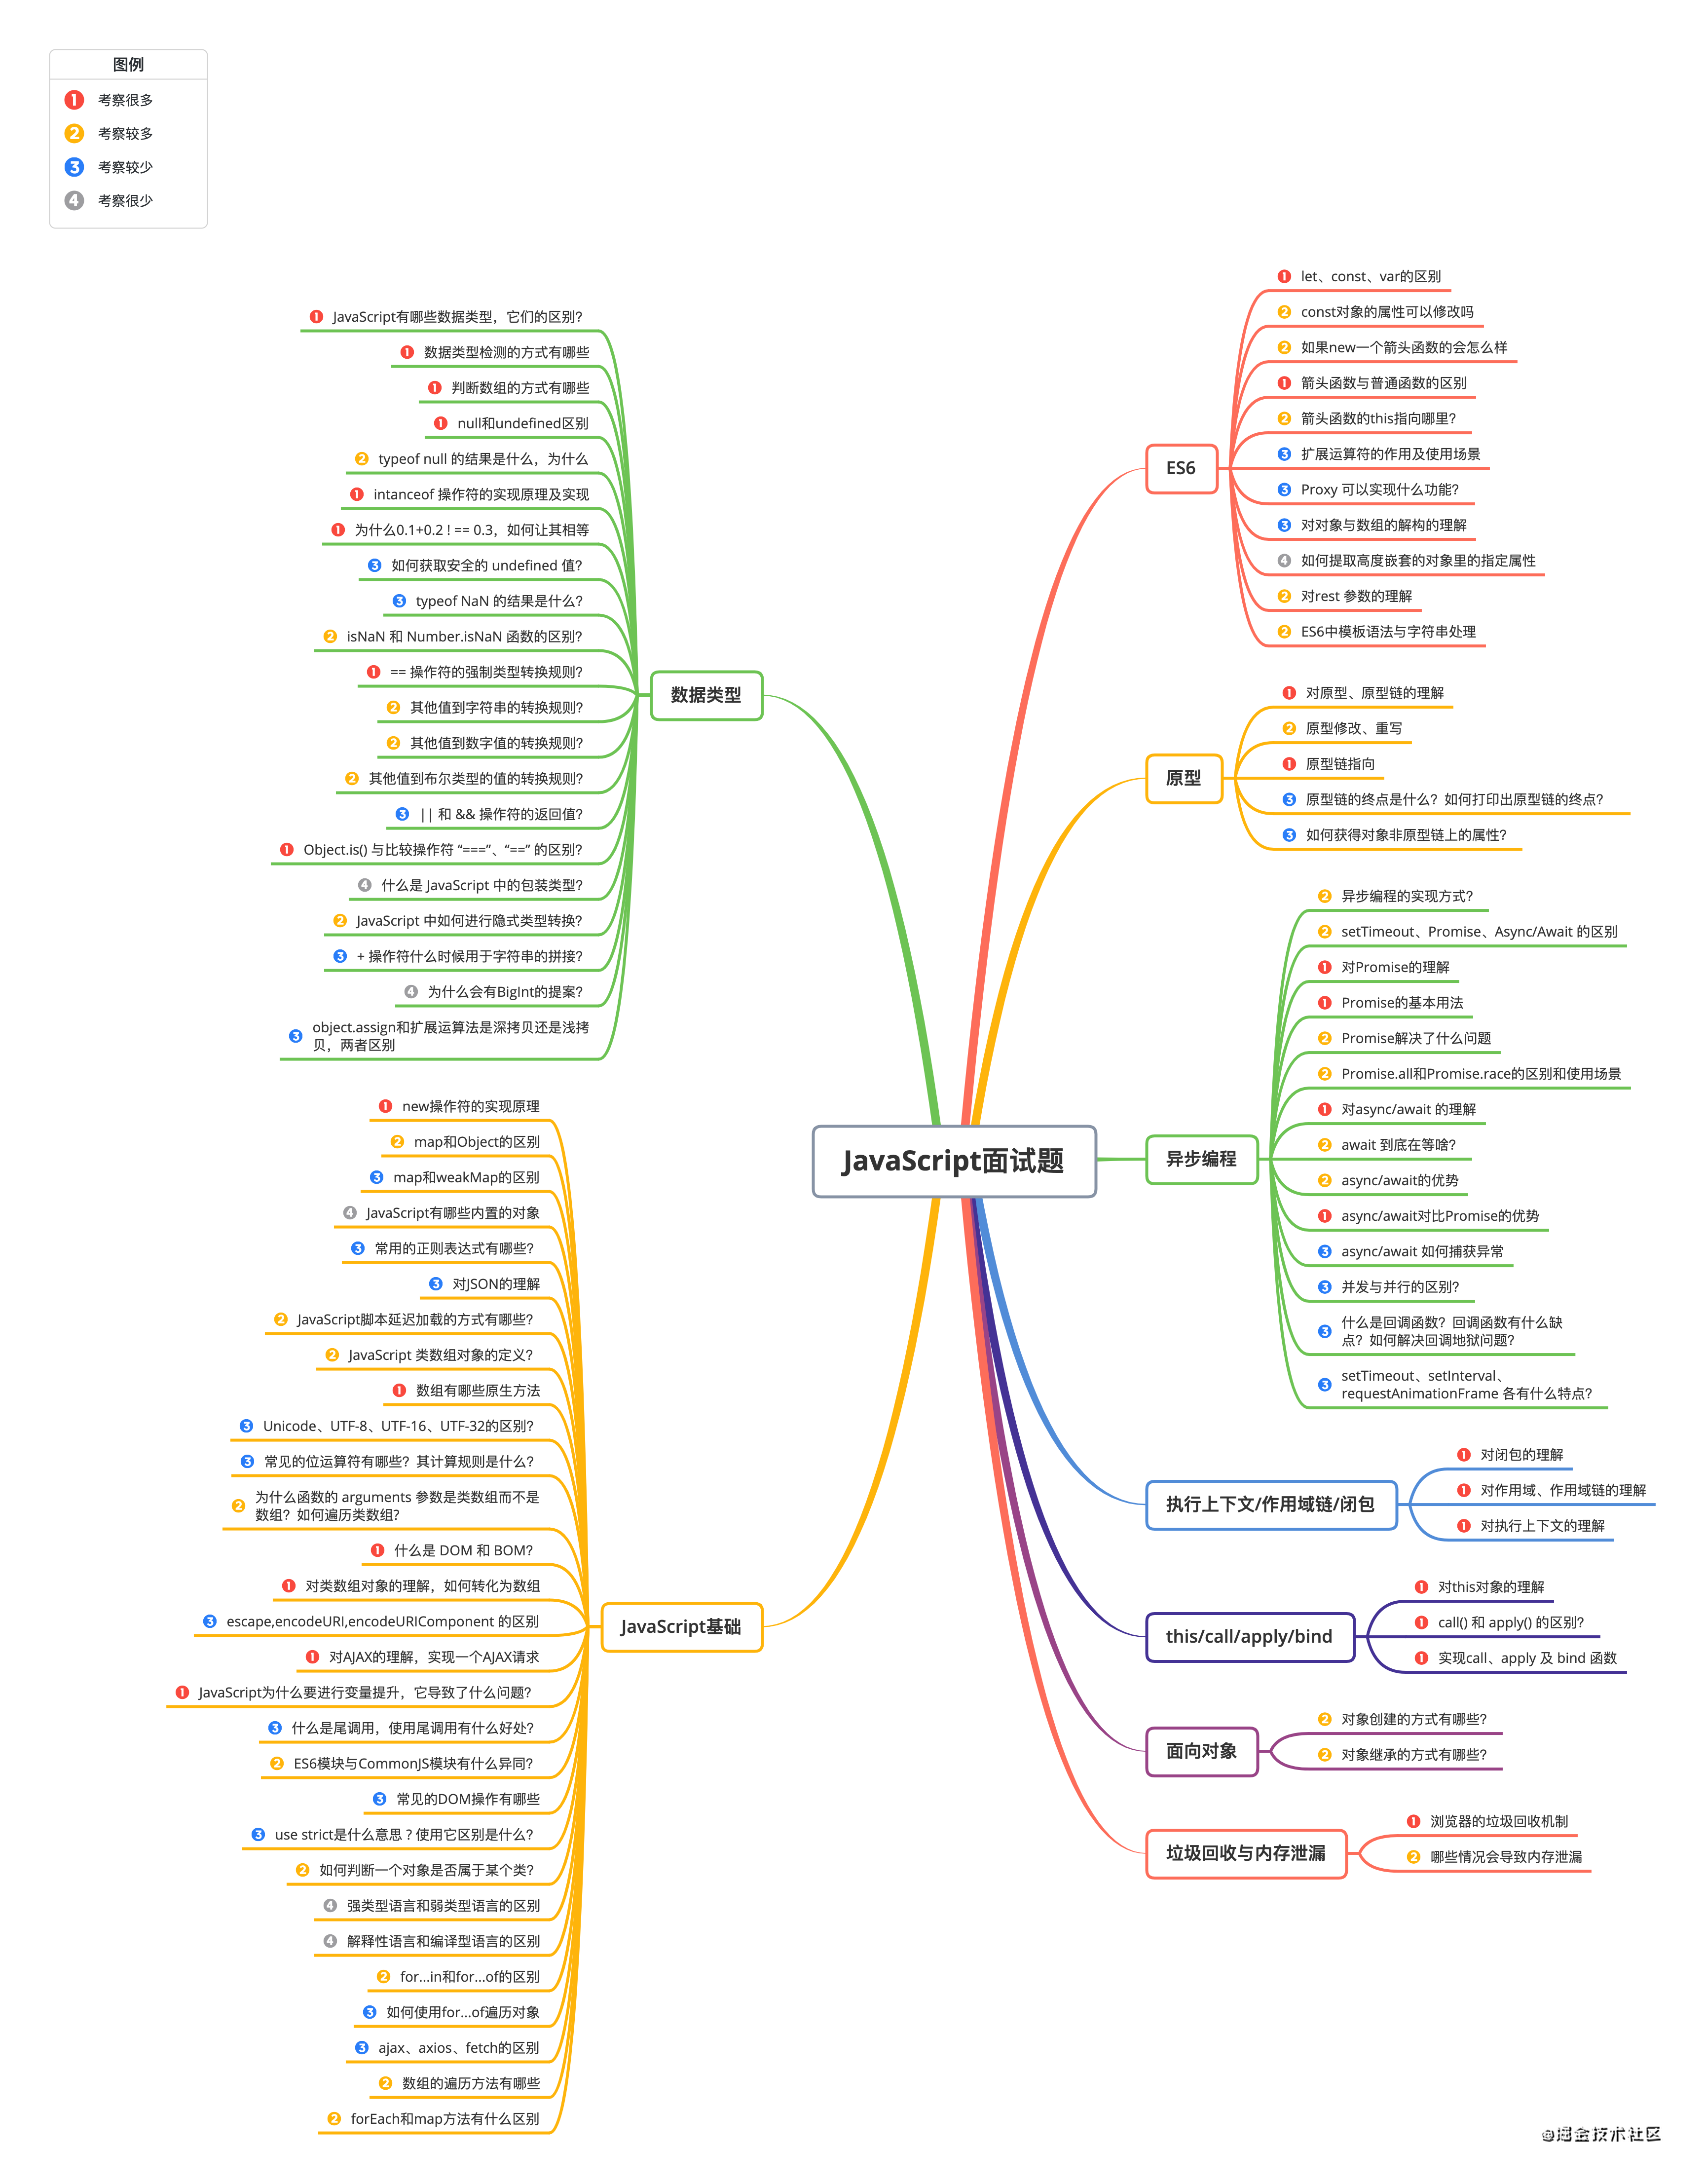 图例
1 考察很多
2 考察较多
3 考察较少
4 考察很少
JavaScript面试题
数据类型
1 JavaScript有哪些数据类型，它们的区别？
1 数据类型检测的方式有哪些
1 判断数组的方式有哪些
1 null和undefined区别
2 typeof null 的结果是什么，为什么
1 intanceof 操作符的实现原理及实现
1 为什么0.1+0.2 ! == 0.3，如何让其相等
3 如何获取安全的 undefined 值？
3 typeof NaN 的结果是什么？
2 isNaN 和 Number.isNaN 函数的区别？
1 == 操作符的强制类型转换规则？
2 其他值到字符串的转换规则？
2 其他值到数字值的转换规则？
2 其他值到布尔类型的值的转换规则？
3 || 和 && 操作符的返回值？
1 Object.is() 与比较操作符 “===”、“==” 的区别？
4 什么是 JavaScript 中的包装类型？
2 JavaScript 中如何进行隐式类型转换？
3 + 操作符什么时候用于字符串的拼接？
4 为什么会有BigInt的提案？
3 object.assign和扩展运算法是深拷贝还是浅拷
贝，两者区别
JavaScript基础
1 new操作符的实现原理
2 map和Object的区别
3 map和weakMap的区别
4 JavaScript有哪些内置的对象
3 常用的正则表达式有哪些？
3 对JSON的理解
2 JavaScript脚本延迟加载的方式有哪些？
2 JavaScript 类数组对象的定义？
1 数组有哪些原生方法
3 Unicode、UTF-8、UTF-16、UTF-32的区别？
3 常见的位运算符有哪些？其计算规则是什么？
2 为什么函数的 arguments 参数是类数组而不是
数组？如何遍历类数组？
1 什么是 DOM 和 BOM？
1 对类数组对象的理解，如何转化为数组
3 escape,encodeURI,encodeURIComponent 的区别
1 对AJAX的理解，实现一个AJAX请求
1 JavaScript为什么要进行变量提升，它导致了什么问题？
3 什么是尾调用，使用尾调用有什么好处？
2 ES6模块与CommonJS模块有什么异同？
3 常见的DOM操作有哪些
3 use strict是什么意思 ? 使用它区别是什么？
2 如何判断一个对象是否属于某个类？
4 强类型语言和弱类型语言的区别
4 解释性语言和编译型语言的区别
2 for...in和for...of的区别
3 如何使用for...of遍历对象
3 ajax、axios、fetch的区别
2 数组的遍历方法有哪些
2 forEach和map方法有什么区别
ES6
1 let、const、var的区别
2 const对象的属性可以修改吗
2 如果new一个箭头函数的会怎么样
1 箭头函数与普通函数的区别
2 箭头函数的this指向哪里？
3 扩展运算符的作用及使用场景
3 Proxy 可以实现什么功能？
3 对对象与数组的解构的理解
4 如何提取高度嵌套的对象里的指定属性
2 对rest 参数的理解
2 ES6中模板语法与字符串处理
原型
1 对原型、原型链的理解
2 原型修改、重写
1 原型链指向
3 原型链的终点是什么？如何打印出原型链的终点？
3 如何获得对象非原型链上的属性？
异步编程
2 异步编程的实现方式？
2 setTimeout、Promise、Async/Await 的区别
1 对Promise的理解
1 Promise的基本用法
2 Promise解决了什么问题
2 Promise.all和Promise.race的区别和使用场景
1 对async/await 的理解
2 await 到底在等啥？
2 async/await的优势
1 async/await对比Promise的优势
3 async/await 如何捕获异常
3 并发与并行的区别？
3 什么是回调函数？回调函数有什么缺
点？如何解决回调地狱问题？
3 setTimeout、setInterval、
requestAnimationFrame 各有什么特点？
执行上下文/作用域链/闭包
1 对闭包的理解
1 对作用域、作用域链的理解
1 对执行上下文的理解
this/call/apply/bind
1 对this对象的理解
1 call() 和 apply() 的区别？
1 实现call、apply 及 bind 函数
面向对象
2 对象创建的方式有哪些？
2 对象继承的方式有哪些？
垃圾回收与内存泄漏
1 浏览器的垃圾回收机制
2 哪些情况会导致内存泄漏
@掘金技术社区